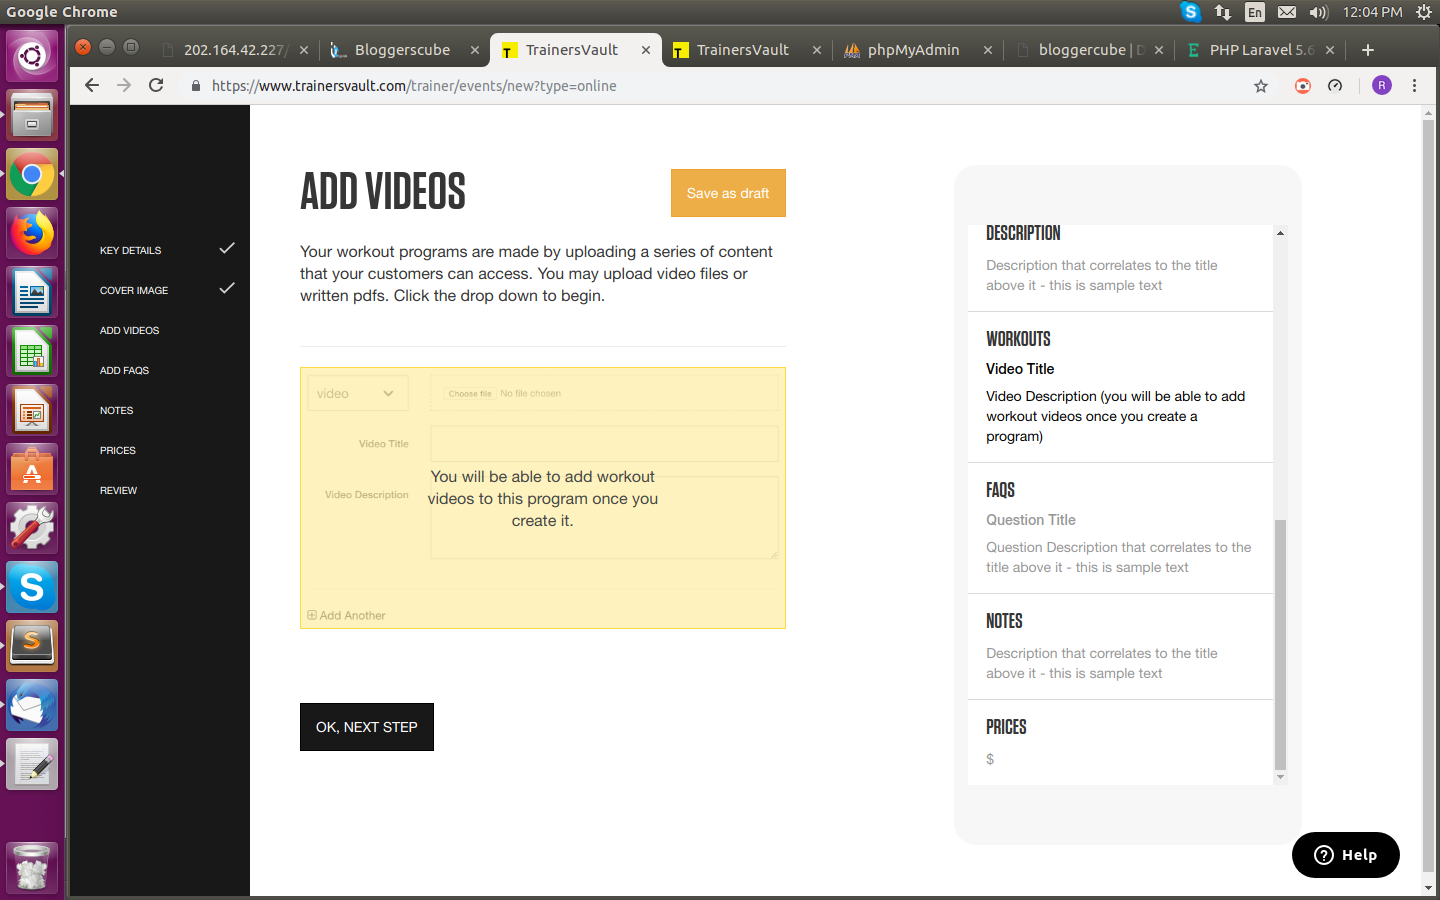 Google Chrome
En
12:04 PM
202.164.42.227/
Bloggerscube
TrainersVault
TrainersVault
phpMyAdmin
bloggercube | D
PHP Laravel 5.6
https://www.trainersvault.com/trainer/events/new?type=online
R
KEY DETAILS
COVER IMAGE
ADD VIDEOS
ADD FAQS
NOTES
PRICES
REVIEW
ADD VIDEOS
Save as draft
Your workout programs are made by uploading a series of content
that your customers can access. You may upload video files or
written pdfs. Click the drop down to begin.
video
Choose file No file chosen
Video Title
Video Description
You will be able to add workout
videos to this program once you
create it.
Add Another
OK, NEXT STEP
DESCRIPTION
Description that correlates to the title
above it - this is sample text
WORKOUTS
Video Title
Video Description (you will be able to add
workout videos once you create a
program)
FAQS
Question Title
Question Description that correlates to the
title above it - this is sample text
NOTES
Description that correlates to the title
above it - this is sample text
PRICES
$
Help